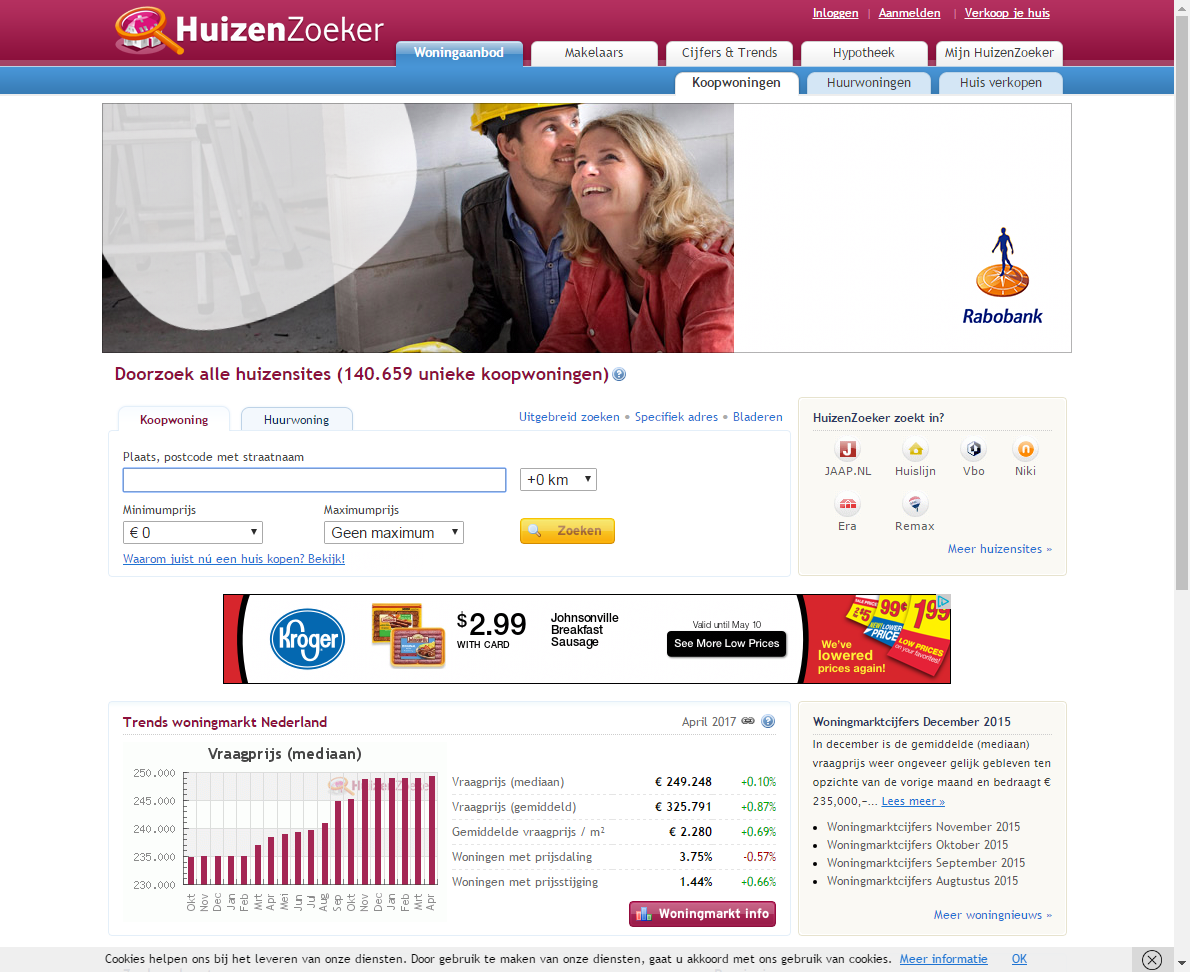 HuizenZoeker
Inloggen | Aanmelden | Verkoop je huis
Woningaanbod Makelaars Cijfers & Trends Hypotheek Mijn HuizenZoeker
Koopwoningen Huurwoningen Huis verkopen
Rabobank
Doorzoek alle huizensites (140.659 unieke koopwoningen) ?
Koopwoning Huurwoning Uitgebreid zoeken • Specifiek adres • Bladeren
Plaats, postcode met straatnaam
+0 km
Minimumprijs Maximumprijs
€ 0 Geen maximum Zoeken
Waarom juist nú een huis kopen? Bekijk!
HuizenZoeker zoekt in?
JAAP.NL Huislijn Vbo Niki
Era Remax
Meer huizensites »
Kroger
$2.99
WITH CARD
Johnsonville
Breakfast
Sausage
Valid until May 10
See More Low Prices
We've
lowered
prices again!
2 $5 99¢ 1.99
NEW! LOWER
PRICE
LOW PRICES
on your favorites!
Trends woningmarkt Nederland April 2017 ?
Vraagprijs (mediaan)
HuizenZoeker
250.000
245.000
240.000
235.000
230.000
Okt Nov Dec Jan Feb Mrt Apr Mei Jun Jul Aug Sep Okt Nov Dec Jan Feb Mrt Apr
Vraagprijs (mediaan) € 249.248 +0.10%
Vraagprijs (gemiddeld) € 325.791 +0.87%
Gemiddelde vraagprijs / m² € 2.280 +0.69%
Woningen met prijsdaling 3.75% -0.57%
Woningen met prijsstijging 1.44% +0.66%
Woningmarkt info
Woningmarktcijfers December 2015
In december is de gemiddelde (mediaan)
vraagprijs weer ongeveer gelijk gebleven ten
opzichte van de vorige maand en bedraagt €
235,000,-... Lees meer »
• Woningmarktcijfers November 2015
• Woningmarktcijfers Oktober 2015
• Woningmarktcijfers September 2015
• Woningmarktcijfers Augtustus 2015
Meer woningnieuws »
Cookies helpen ons bij het leveren van onze diensten. Door gebruik te maken van onze diensten, gaat u akkoord met ons gebruik van cookies. Meer informatie OK